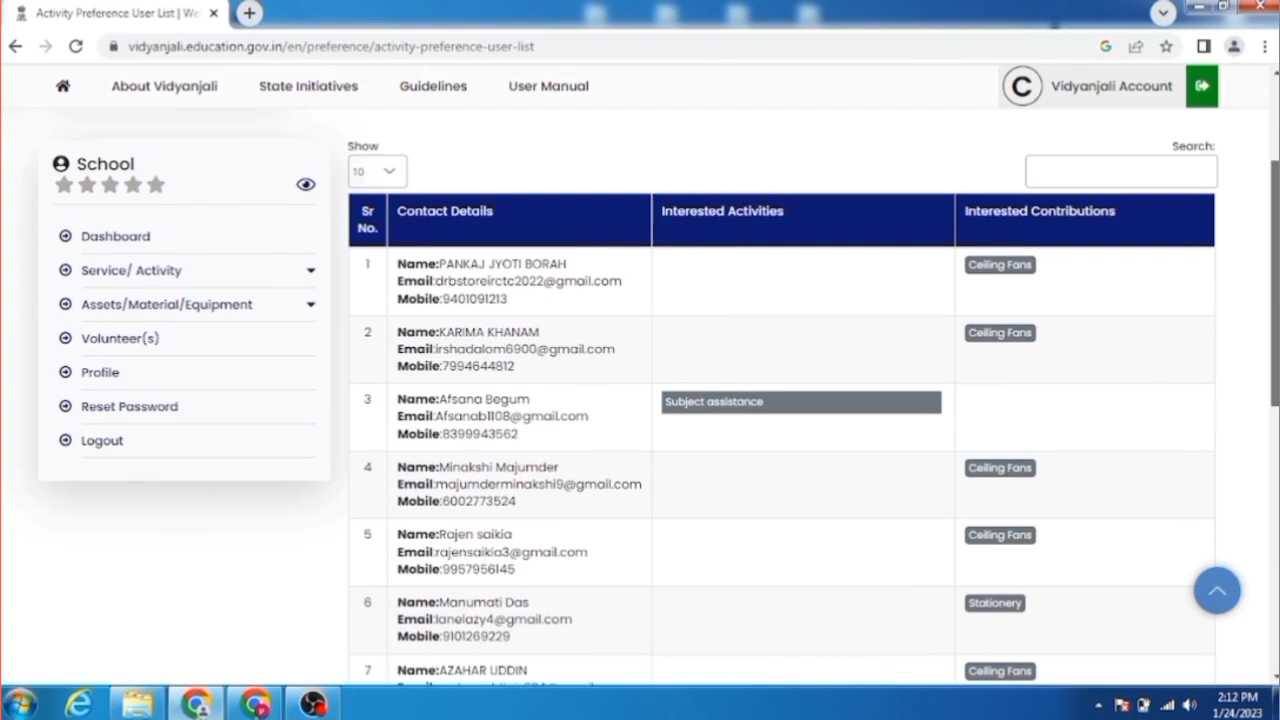 Activity Preference User List | We
vidyanjali.education.gov.in/en/preference/activity-preference-user-list
About Vidyanjali State Initiatives Guidelines User Manual
C Vidyanjali Account
School
Dashboard
Service/ Activity
Assets/Material/Equipment
Volunteer(s)
Profile
Reset Password
Logout
Show
10
Search:
Sr No. Contact Details Interested Activities Interested Contributions
1 Name:PANKAJ JYOTI BORAH Ceiling Fans
Email:drbstoreirctc2022@gmail.com
Mobile:9401091213
2 Name:KARIMA KHANAM Ceiling Fans
Email:irshadalom6900@gmail.com
Mobile:7994644812
3 Name:Afsana Begum Subject assistance
Email:Afsanab1108@gmail.com
Mobile:8399943562
4 Name:Minakshi Majumder Ceiling Fans
Email:majumderminakshi9@gmail.com
Mobile:6002773524
5 Name:Rajen saikia Ceiling Fans
Email:rajensaikia3@gmail.com
Mobile:9957956145
6 Name:Manumati Das Stationery
Email:lanelazy4@gmail.com
Mobile:9101269229
7 Name:AZAHAR UDDIN Ceiling Fans
2:12 PM
1/24/2023